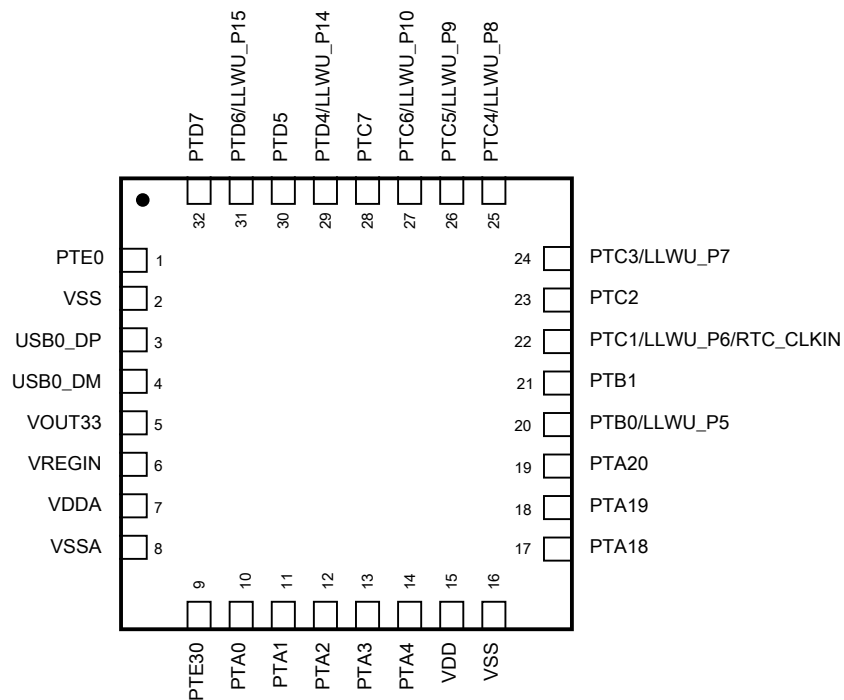 PTD7
PTD6/LLWU_P15
PTD5
PTD4/LLWU_P14
PTC7
PTC6/LLWU_P10
PTC5/LLWU_P9
PTC4/LLWU_P8
32
31
30
29
28
27
26
25
PTE0 1
VSS 2
USB0_DP 3
USB0_DM 4
VOUT33 5
VREGIN 6
VDDA 7
VSSA 8
24 PTC3/LLWU_P7
23 PTC2
22 PTC1/LLWU_P6/RTC_CLKIN
21 PTB1
20 PTB0/LLWU_P5
19 PTA20
18 PTA19
17 PTA18
9
10
11
12
13
14
15
16
PTE30
PTA0
PTA1
PTA2
PTA3
PTA4
VDD
VSS